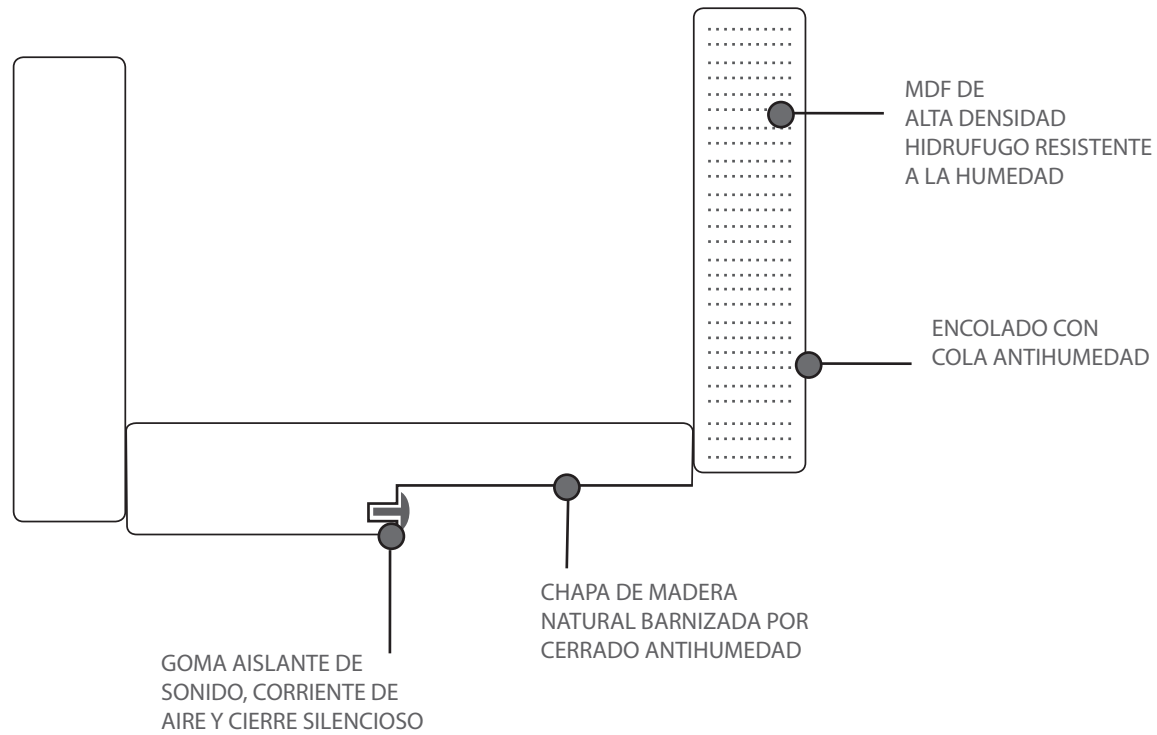 MDF DE
ALTA DENSIDAD
HIDRUFUGO RESISTENTE
A LA HUMEDAD
ENCOLADO CON
COLA ANTIHUMEDAD
CHAPA DE MADERA
NATURAL BARNIZADA POR
CERRADO ANTIHUMEDAD
GOMA AISLANTE DE
SONIDO, CORRIENTE DE
AIRE Y CIERRE SILENCIOSO